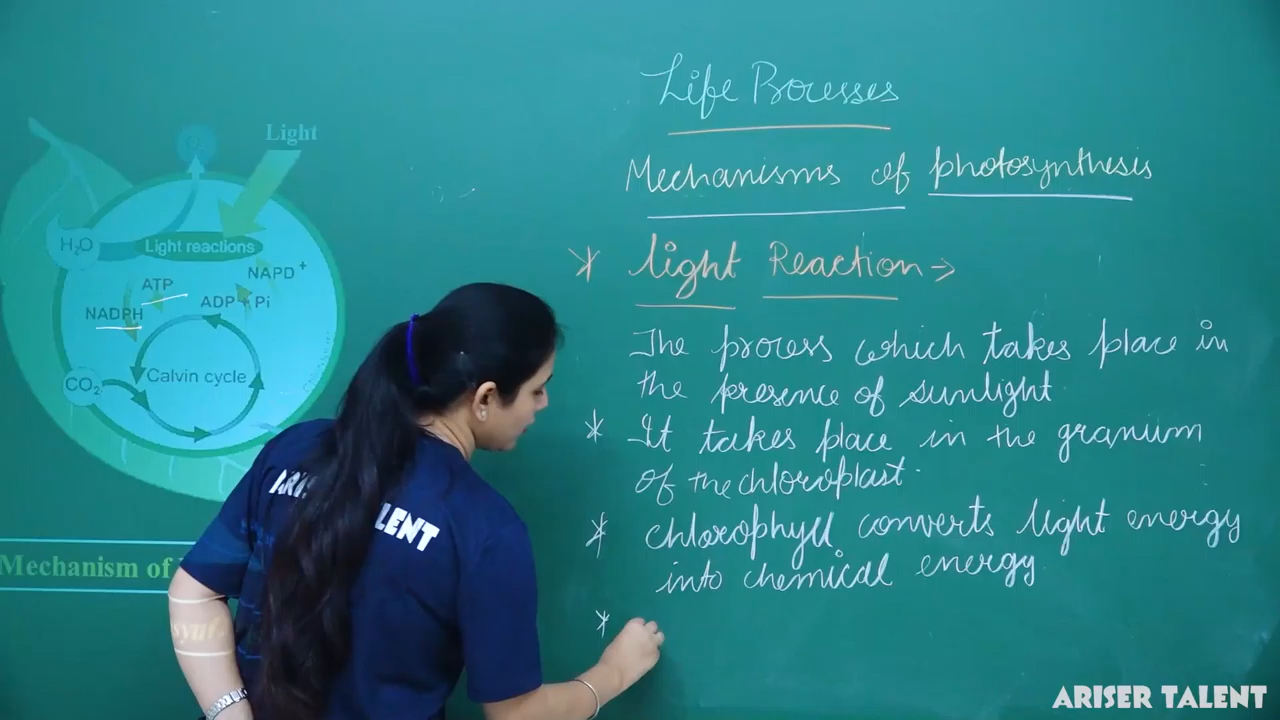 Life Processes
Mechanisms of photosynthesis
* light Reaction →
The process which takes place in
the presence of sunlight.
* It takes place in the granum
of the chloroplast.
* chlorophyll converts light energy
into chemical energy
*
Light
O₂
H₂O
Light reactions
NAPD+
ATP
ADP+Pi
NADPH
CO₂
Calvin cycle
Mechanism of
ARISER TALENT